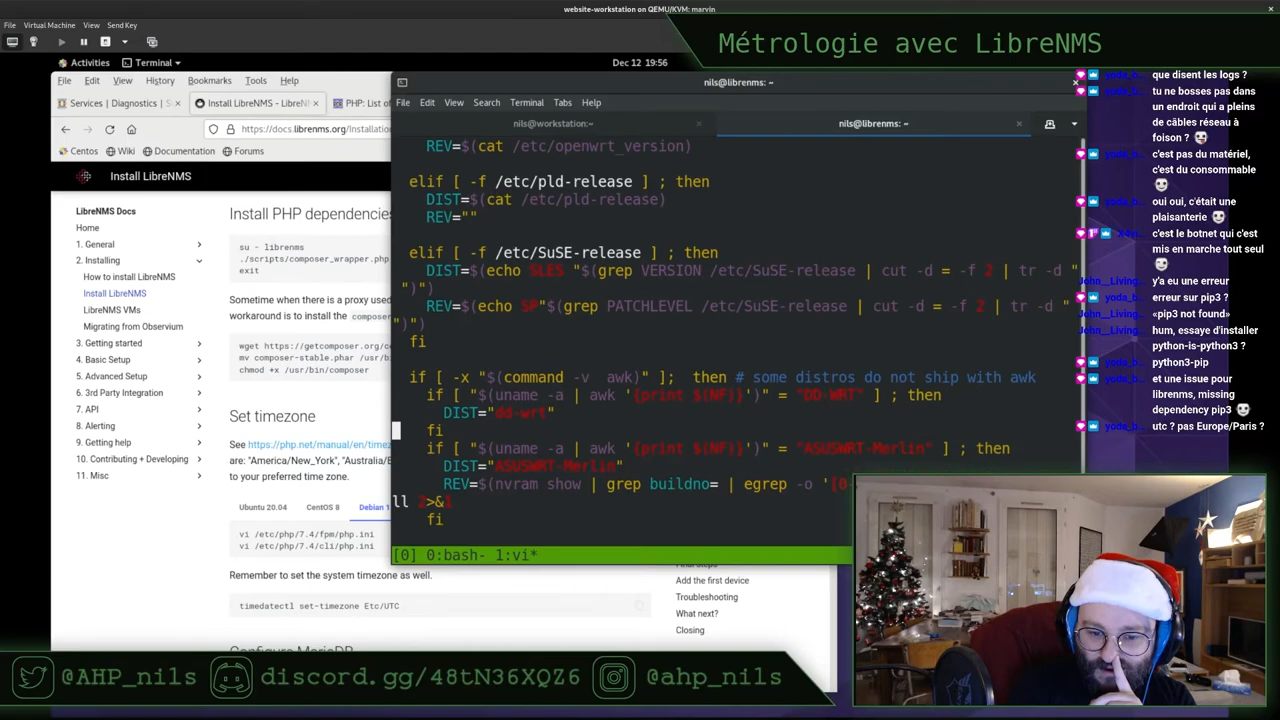 website-workstation on QEMU/KVM: marvin
File Virtual Machine View Send Key
Métrologie avec LibreNMS
Activities
Terminal
Dec 12 19:56
File Edit View History Bookmarks Tools Help
Services | Diagnostics | S
Install LibreNMS - LibreN
PHP: List of
https://docs.librenms.org/Installatio
Centos Wiki Documentation Forums
Install LibreNMS
LibreNMS Docs
Home
1. General
2. Installing
How to install LibreNMS
Install LibreNMS
LibreNMS VMs
Migrating from Observium
3. Getting started
4. Basic Setup
5. Advanced Setup
6. 3rd Party Integration
7. API
8. Alerting
9. Getting help
10. Contributing + Developing
11. Misc
Install PHP dependencies
su - librenms
./scripts/composer_wrapper.php
exit
Sometime when there is a proxy used
workaround is to install the compose
wget https://getcomposer.org/co
mv composer-stable.phar /usr/bi
chmod +x /usr/bin/composer
Set timezone
See https://php.net/manual/en/timez
are: "America/New_York", "Australia/B
to your preferred time zone.
Ubuntu 20.04 CentOS 8 Debian 1
vi /etc/php/7.4/fpm/php.ini
vi /etc/php/7.4/cli/php.ini
Remember to set the system timezone as well.
timedatectl set-timezone Etc/UTC
Add the first device
Troubleshooting
What next?
Closing
nils@librenms: ~
File Edit View Search Terminal Tabs Help
nils@workstation:~
nils@librenms: ~
REV=$(cat /etc/openwrt_version)
elif [ -f /etc/pld-release ] ; then
DIST=$(cat /etc/pld-release)
REV=""
elif [ -f /etc/SuSE-release ] ; then
DIST=$(echo SLES "$(grep VERSION /etc/SuSE-release | cut -d = -f 2 | tr -d "
")")
REV=$(echo SP"$(grep PATCHLEVEL /etc/SuSE-release | cut -d = -f 2 | tr -d "
")")
fi
if [ -x "$(command -v  awk)" ];  then # some distros do not ship with awk
if [ "$(uname -a | awk '{print $(NF)}')" = "DD-WRT" ] ; then
DIST="dd-wrt"
fi
if [ "$(uname -a | awk '{print $(NF)}')" = "ASUSWRT-Merlin" ] ; then
DIST="ASUSWRT-Merlin"
REV=$(nvram show | grep buildno= | egrep -o '[0-
ll 2>&1
fi
[0] 0:bash- 1:vi*
que disent les logs ?
tu ne bosses pas dans
un endroit qui a pleins
de câbles réseau à
foison ?
c'est pas du matériel,
c'est du consommable
oui oui, c'était une
plaisanterie
c'est le botnet qui c'est
mis en marche tout seul
John__Living. y'a eu une erreur
erreur sur pip3 ?
John__Living. «pip3 not found»
John__Living. hum, essaye d'installer
python-is-python3 ?
python3-pip
et une issue pour
librenms, missing
dependency pip3
utc ? pas Europe/Paris ?
@AHP_nils
discord.gg/48tN36XQZ6
@ahp_nils